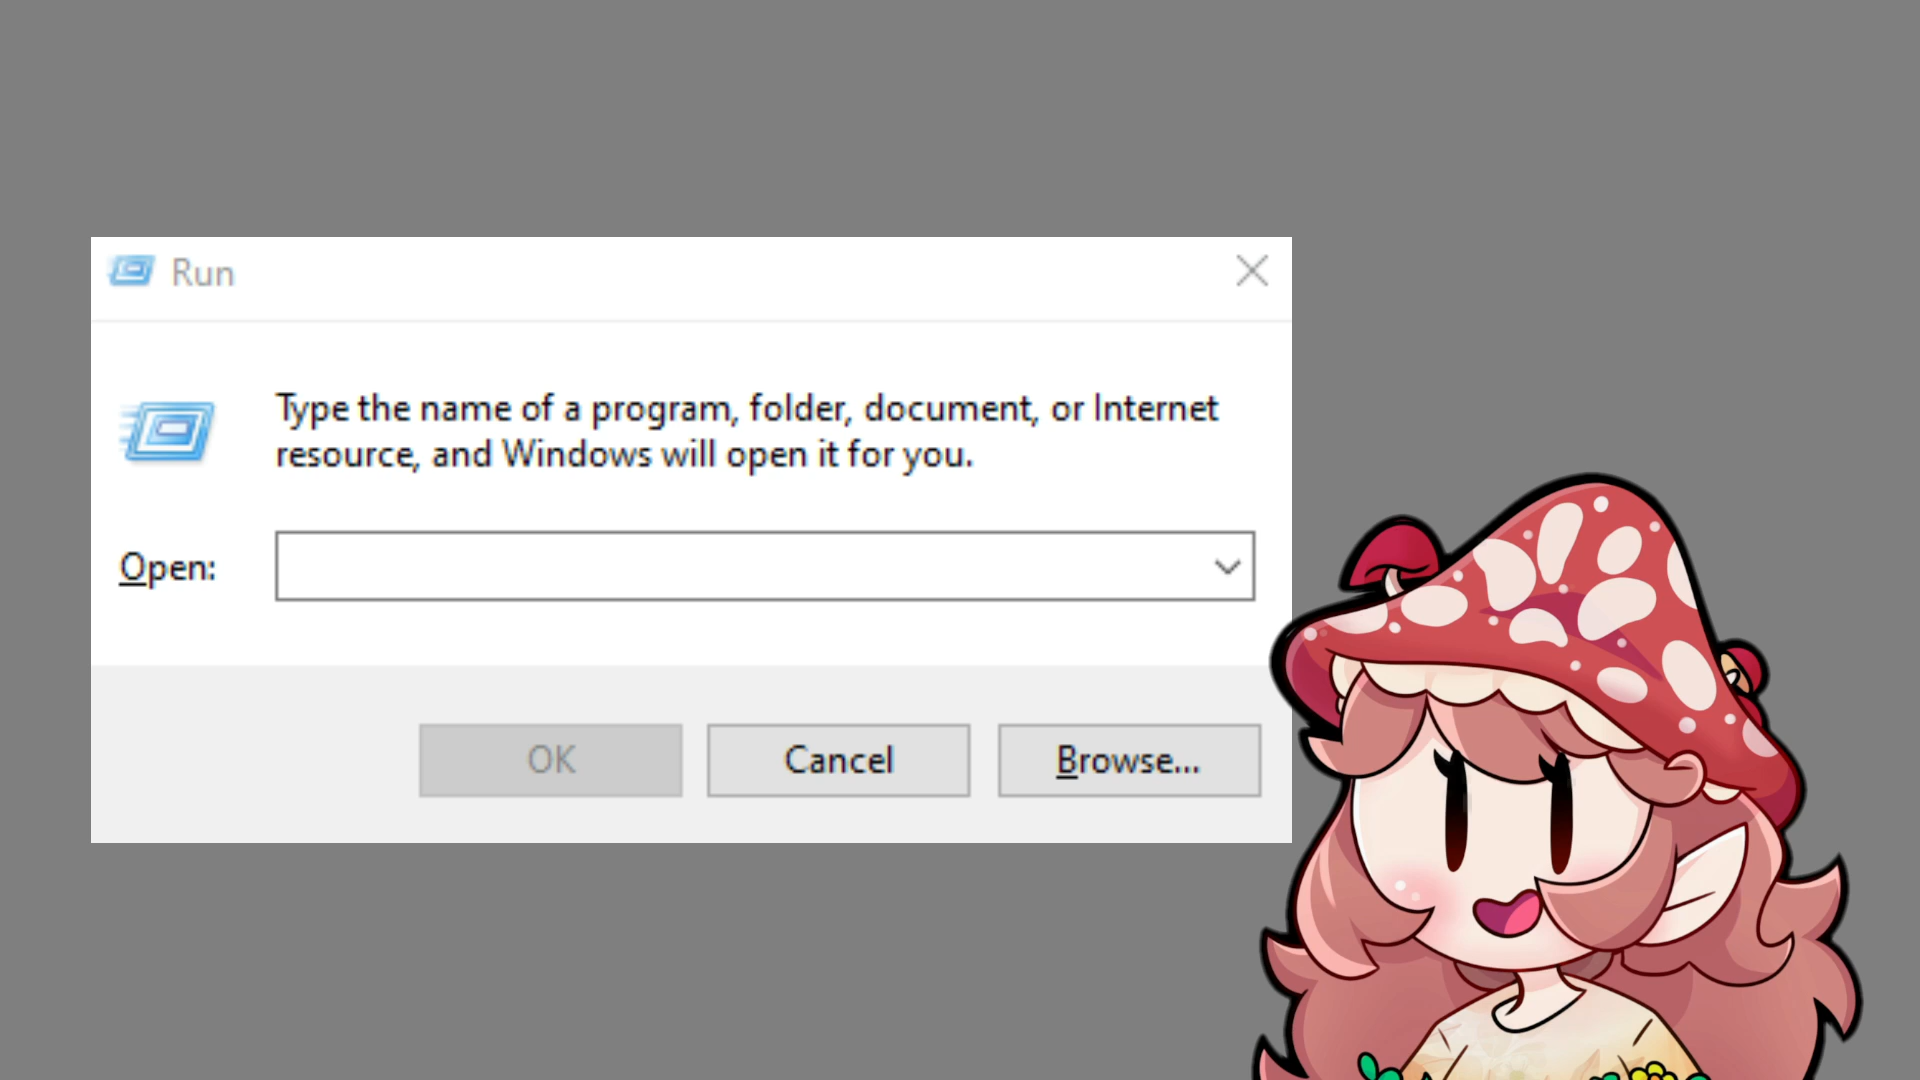 Run
Type the name of a program, folder, document, or Internet
resource, and Windows will open it for you.
Open:
OK Cancel Browse...